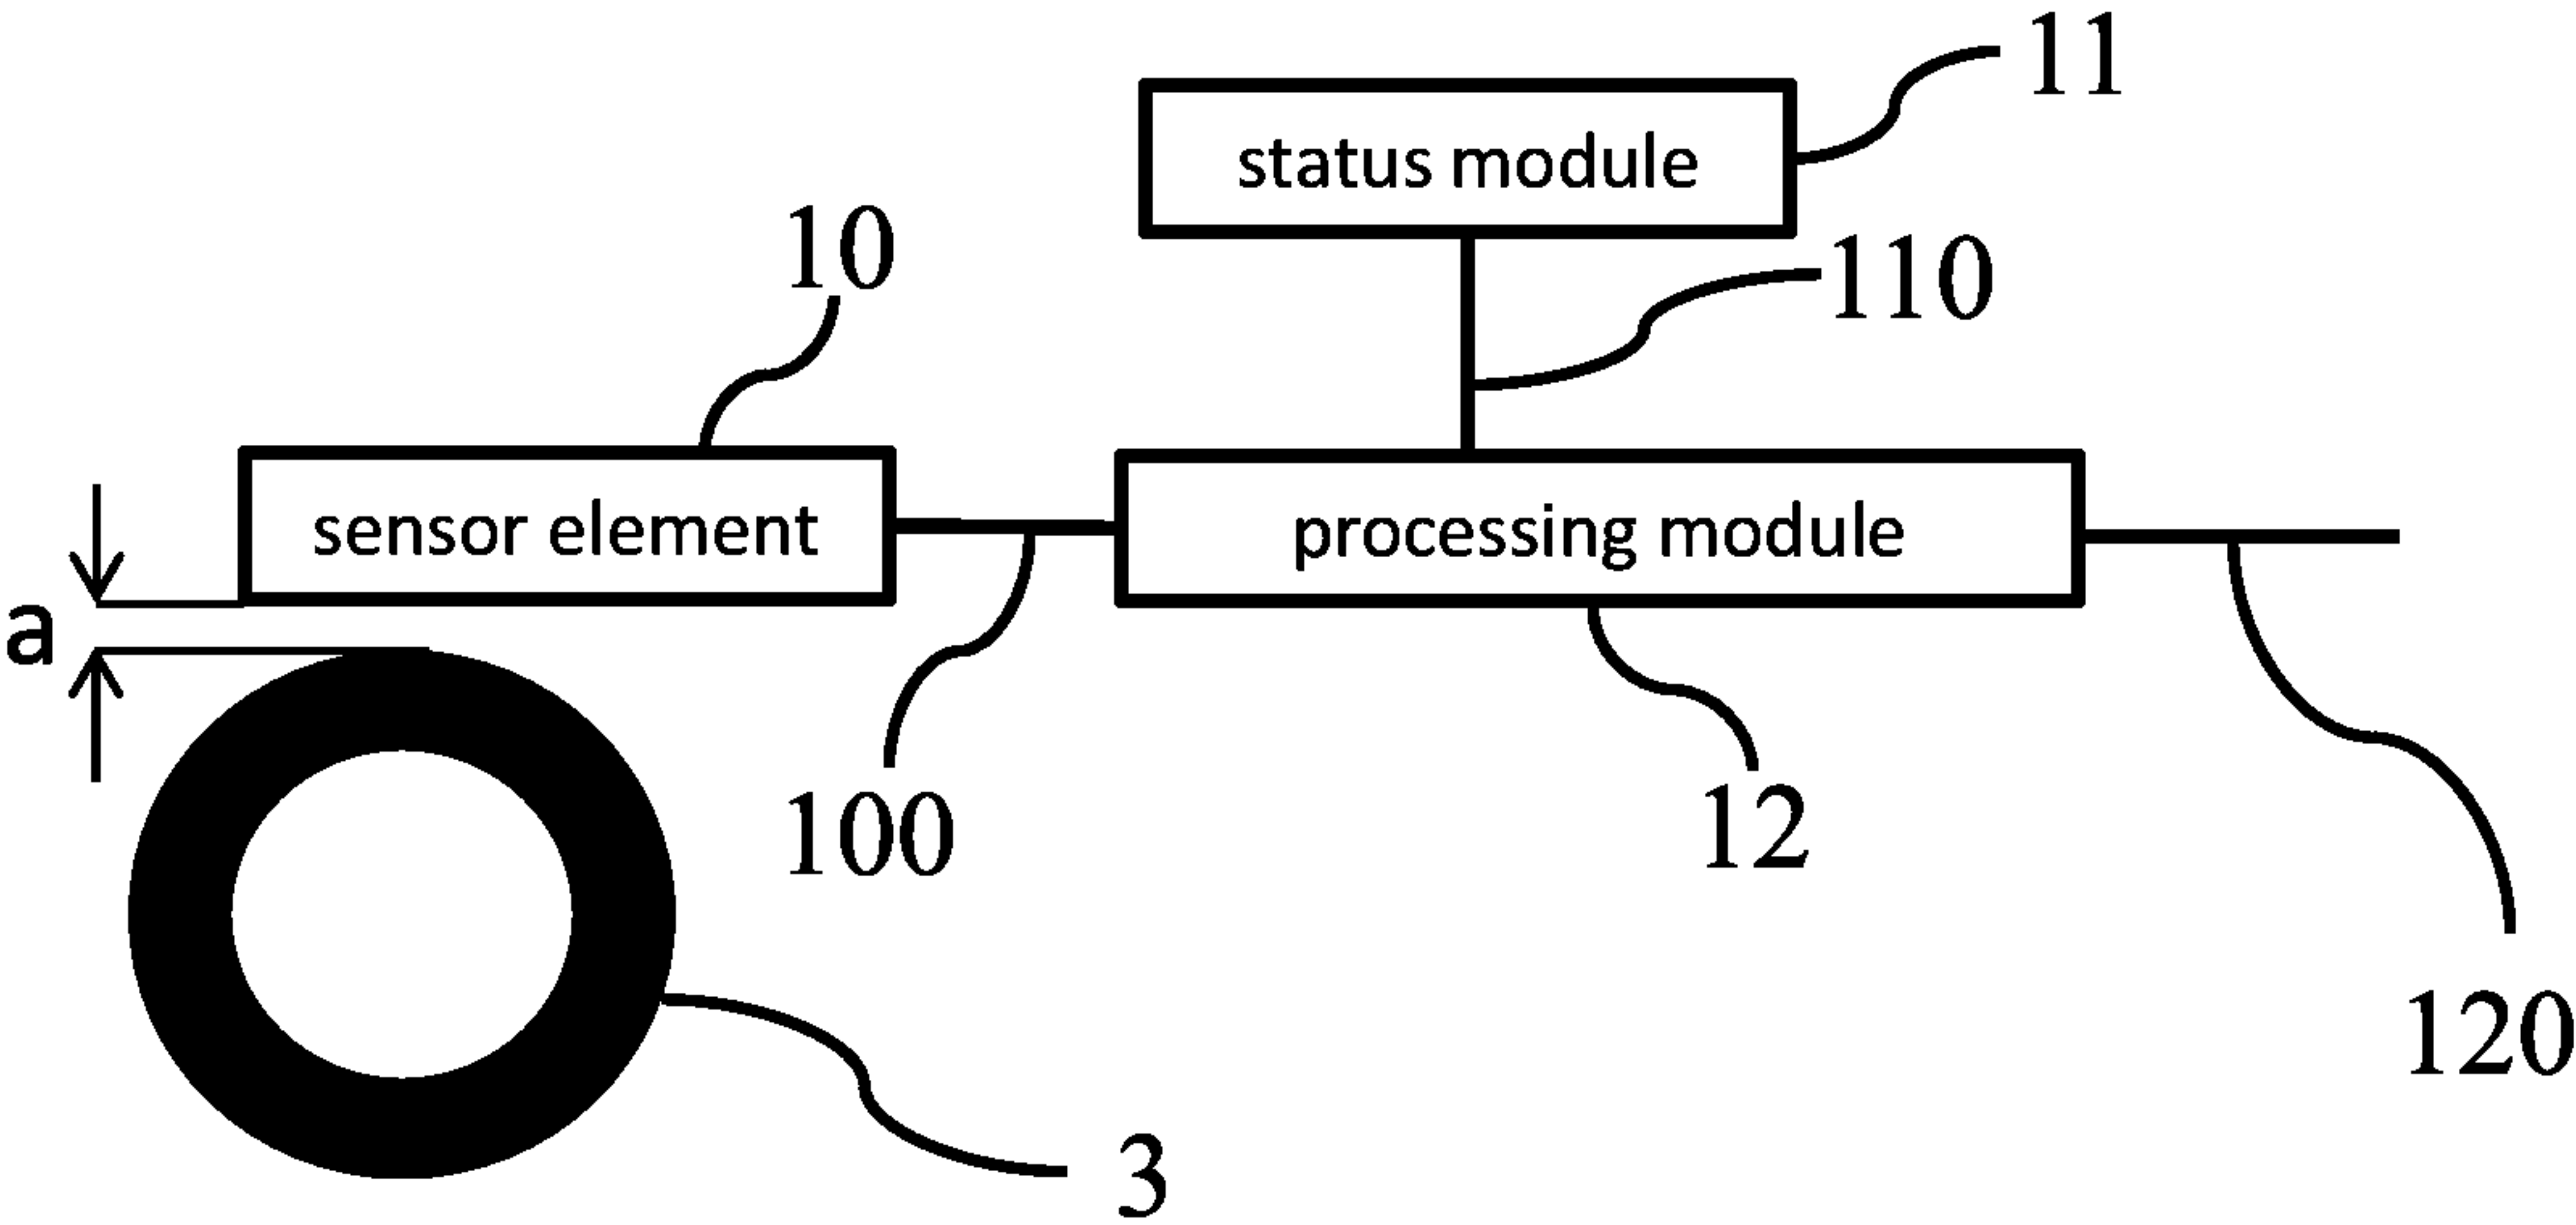 11
status module
10
110
sensor element
processing module
a
100
12
120
3